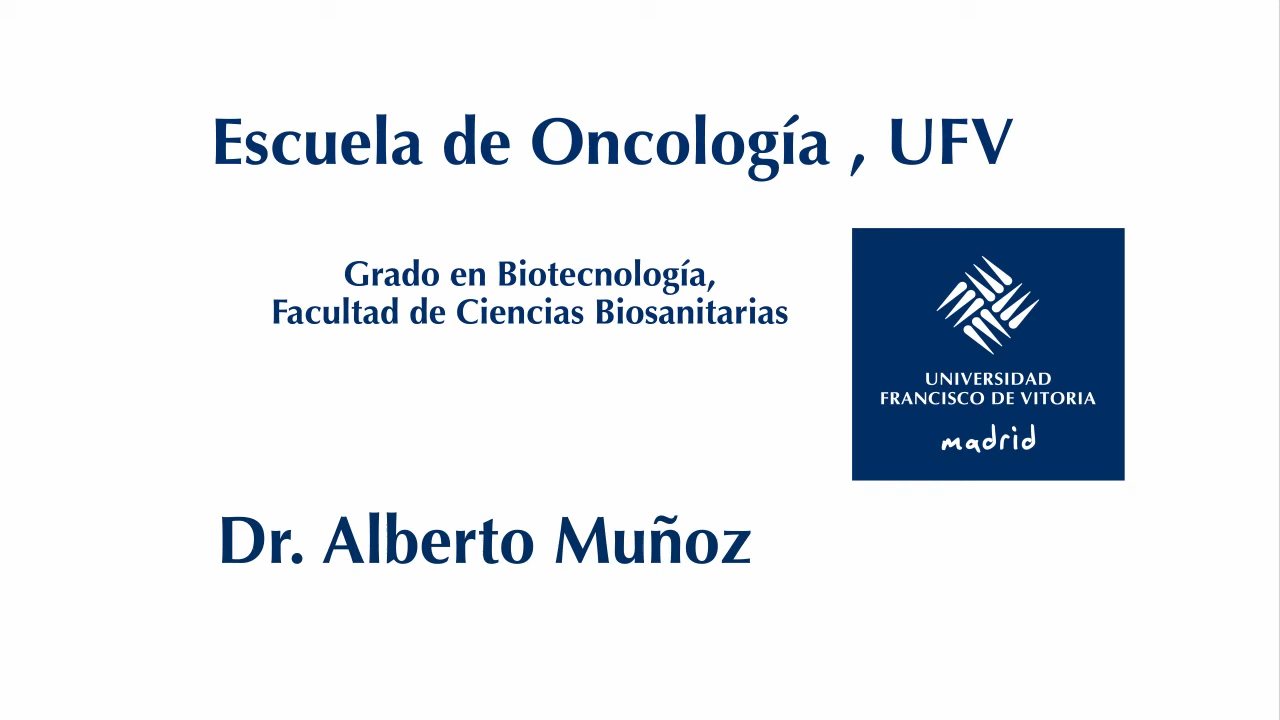 Escuela de Oncología , UFV
Grado en Biotecnología,
Facultad de Ciencias Biosanitarias
UNIVERSIDAD
FRANCISCO DE VITORIA
madrid
Dr. Alberto Muñoz